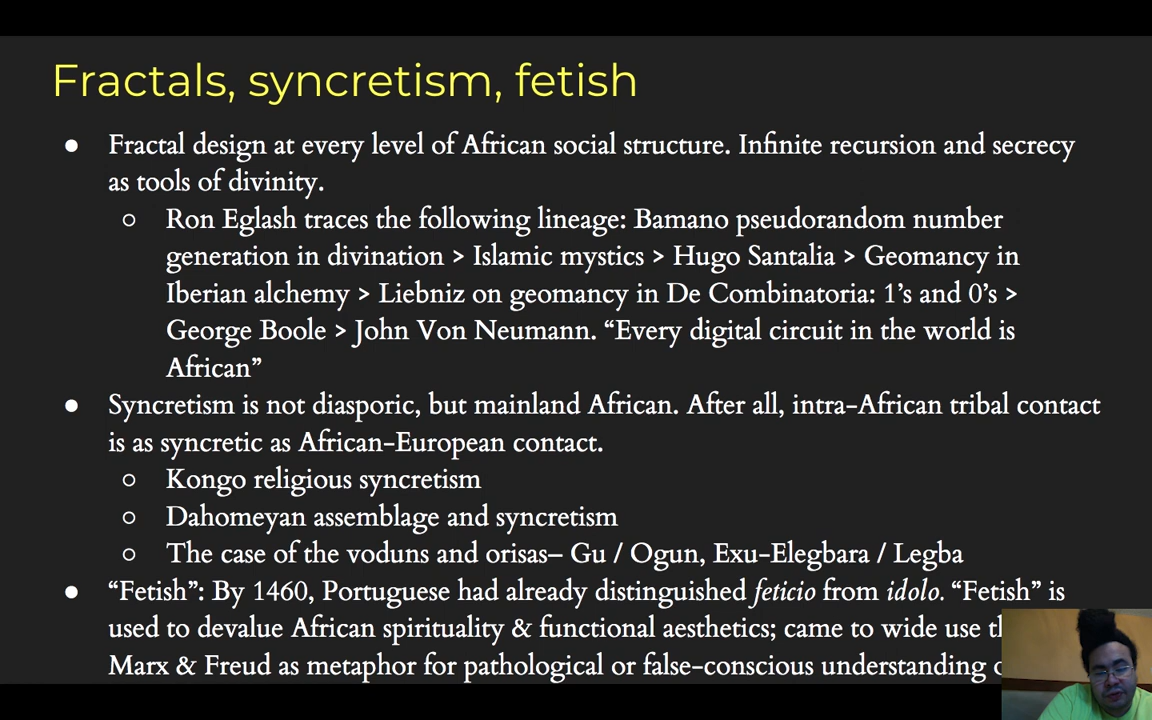 Fractals, syncretism, fetish
● Fractal design at every level of African social structure. Infinite recursion and secrecy
as tools of divinity.
○ Ron Eglash traces the following lineage: Bamano pseudorandom number
generation in divination > Islamic mystics > Hugo Santalia > Geomancy in
Iberian alchemy > Liebniz on geomancy in De Combinatoria: 1's and 0's >
George Boole > John Von Neumann. “Every digital circuit in the world is
African”
● Syncretism is not diasporic, but mainland African. After all, intra-African tribal contact
is as syncretic as African-European contact.
○ Kongo religious syncretism
○ Dahomeyan assemblage and syncretism
○ The case of the voduns and orisas– Gu / Ogun, Exu-Elegbara / Legba
● “Fetish”: By 1460, Portuguese had already distinguished feticio from idolo. “Fetish” is
used to devalue African spirituality & functional aesthetics; came to wide use
Marx & Freud as metaphor for pathological or false-conscious understanding